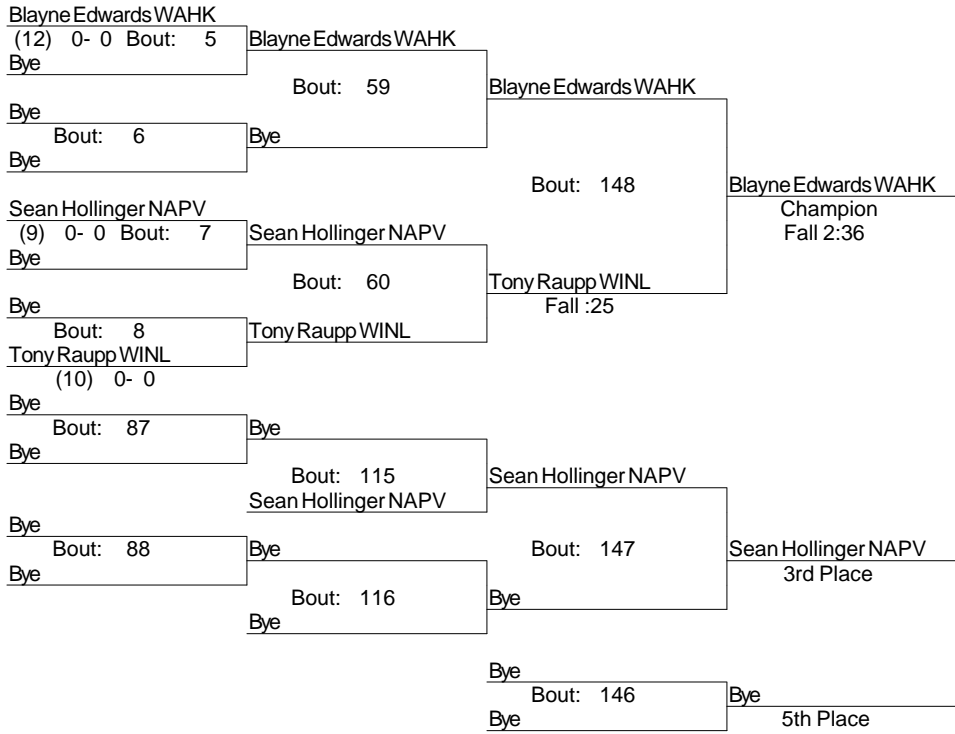 Blayne Edwards WAHK
(12) 0- 0 Bout: 5 Blayne Edwards WAHK
Bye
Bout: 59 Blayne Edwards WAHK
Bye
Bout: 6 Bye
Bye
Bout: 148 Blayne Edwards WAHK
Sean Hollinger NAPV Champion
(9) 0- 0 Bout: 7 Sean Hollinger NAPV Fall 2:36
Bye
Bout: 60 Tony Raupp WINL
Bye Fall :25
Bout: 8 Tony Raupp WINL
Tony Raupp WINL
(10) 0- 0
Bye
Bout: 87 Bye
Bye
Bout: 115 Sean Hollinger NAPV
Sean Hollinger NAPV
Bye
Bout: 88 Bye Bout: 147 Sean Hollinger NAPV
Bye 3rd Place
Bout: 116 Bye
Bye
Bye
Bout: 146 Bye
Bye 5th Place